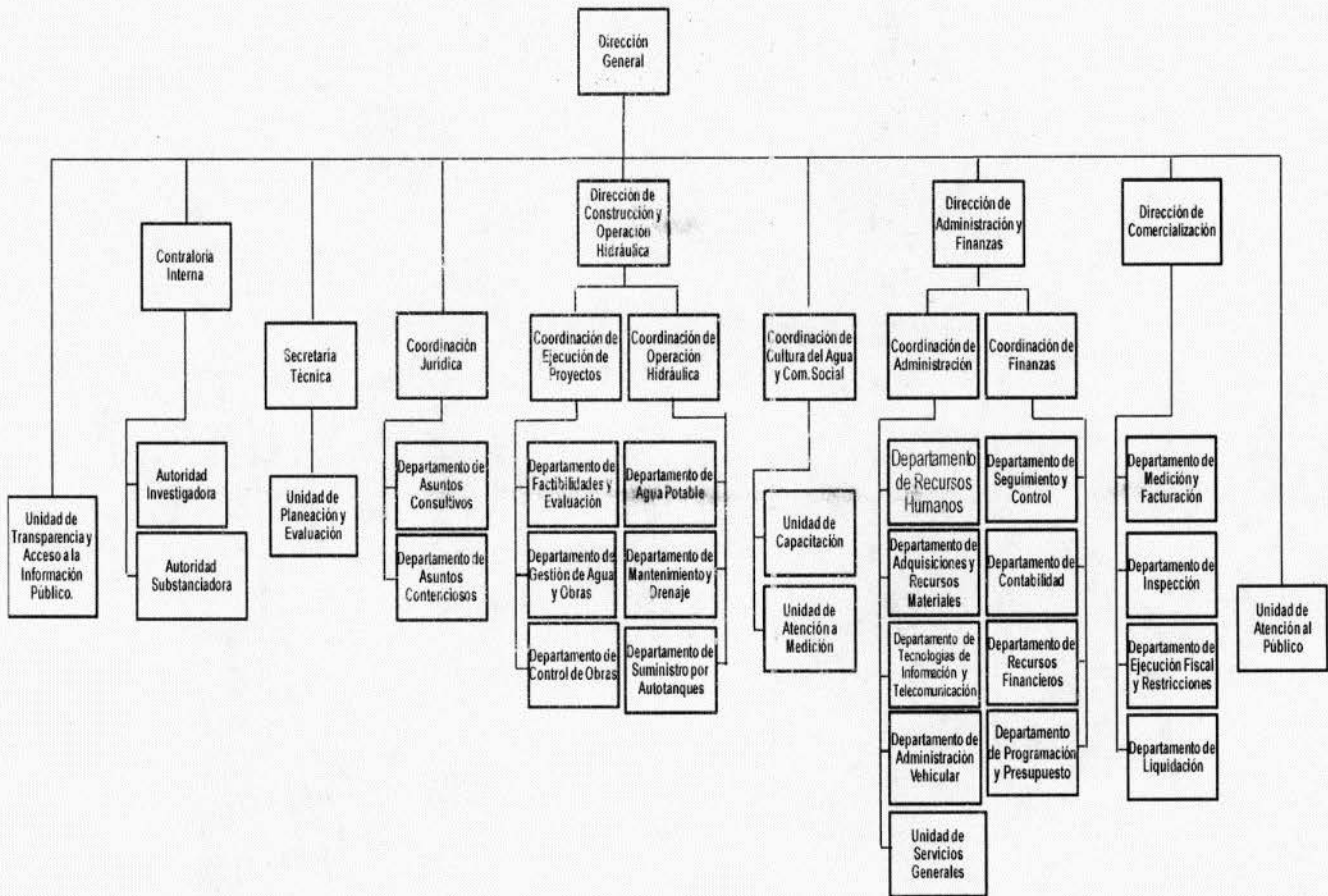 Dirección
General
Dirección de
Construcción y
Operación
Hidráulica
Dirección de
Administración y
Finanzas
Dirección de
Comercialización
Contraloría
Interna
Secretaria
Técnica
Coordinación
Jurídica
Coordinación de
Ejecución de
Proyectos
Coordinación de
Operación
Hidráulica
Coordinación de
Cultura del Agua
y Com. Social
Coordinación de
Administración
Coordinación de
Finanzas
Unidad de
Transparencia y
Acceso a la
Información
Público.
Autoridad
Investigadora
Autoridad
Substanciadora
Unidad de
Planeación y
Evaluación
Departamento de
Asuntos
Consultivos
Departamento de
Asuntos
Contenciosos
Departamento de
Factibilidades y
Evaluación
Departamento de
Gestión de Agua
y Obras
Departamento de
Control de Obras
Departamento de
Agua Potable
Departamento de
Mantenimiento y
Drenaje
Departamento de
Suministro por
Autotanques
Unidad de
Capacitación
Unidad de
Atención a
Medición
Departamento
de Recursos
Humanos
Departamento de
Adquisiciones y
Recursos
Materiales
Departamento de
Tecnologías de
Información y
Telecomunicación
Departamento de
Administración
Vehicular
Unidad de
Servicios
Generales
Departamento de
Seguimiento y
Control
Departamento de
Contabilidad
Departamento de
Recursos
Financieros
Departamento
de Programación
y Presupuesto
Departamento de
Medición y
Facturación
Departamento de
Inspección
Departamento de
Ejecución Fiscal
y Restricciones
Departamento de
Liquidación
Unidad de
Atención al
Público